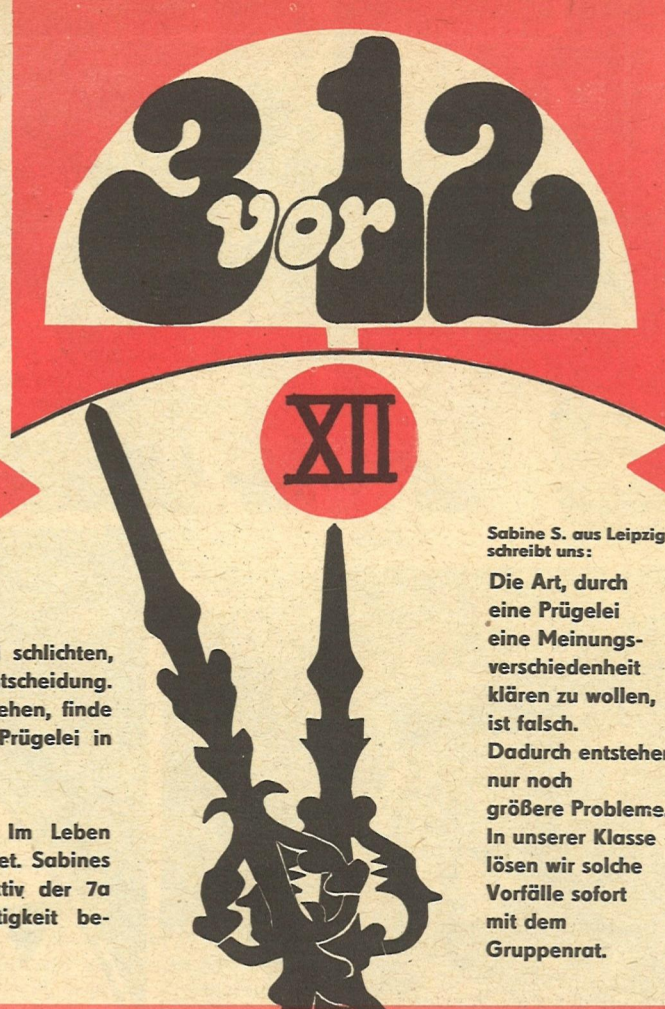 3 vor 12
XII
schlichten,
tscheidung.
ehen, finde
Prügelei in
Im Leben
et. Sabines
tiv der 7a
tigkeit be-
Sabine S. aus Leipzig
schreibt uns:
Die Art, durch
eine Prügelei
eine Meinungs-
verschiedenheit
klären zu wollen,
ist falsch.
Dadurch entstehen
nur noch
größere Probleme.
In unserer Klasse
lösen wir solche
Vorfälle sofort
mit dem
Gruppenrat.